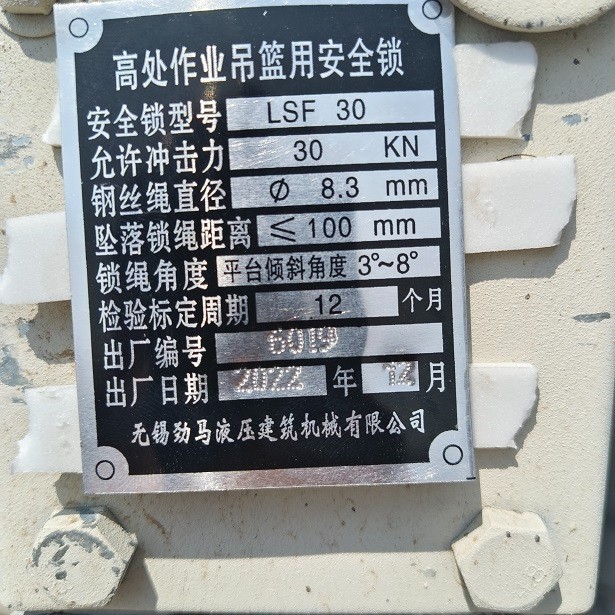 高处作业吊篮用安全锁
安全锁型号 LSF 30
允许冲击力 30 KN
钢丝绳直径 Ø 8.3 mm
坠落锁绳距离 ≤100 mm
锁绳角度 平台倾斜角度 3°~8°
检验标定周期 12 个月
出厂编号 6019
出厂日期 2022 年 12 月
无锡劲马液压建筑机械有限公司